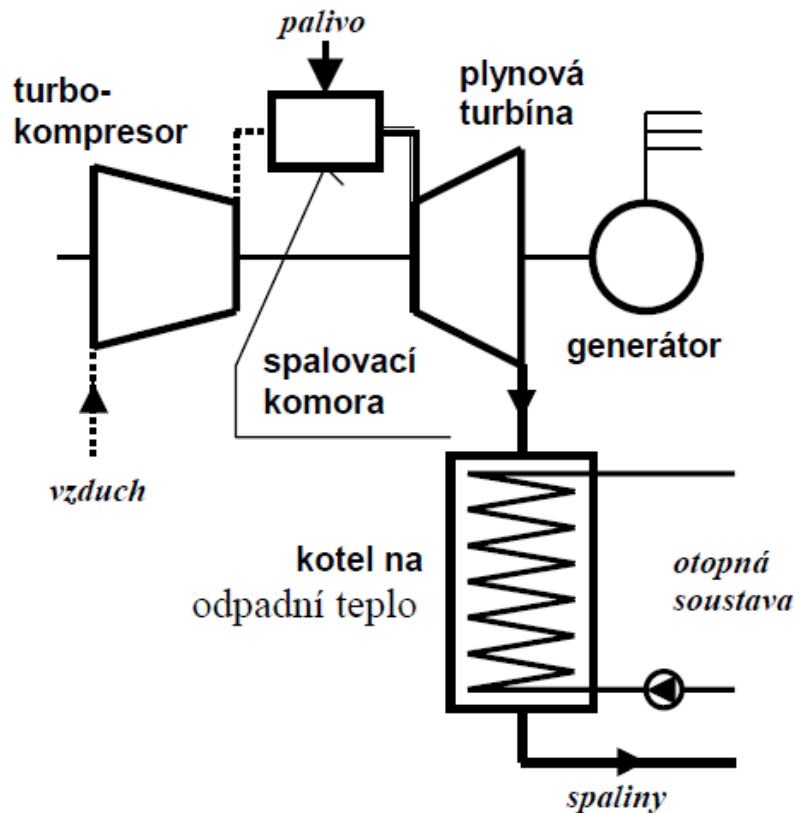 palivo
turbo-
kompresor
plynová
turbína
generátor
spalovací
komora
vzduch
kotel na
odpadní teplo
otopná
soustava
spaliny